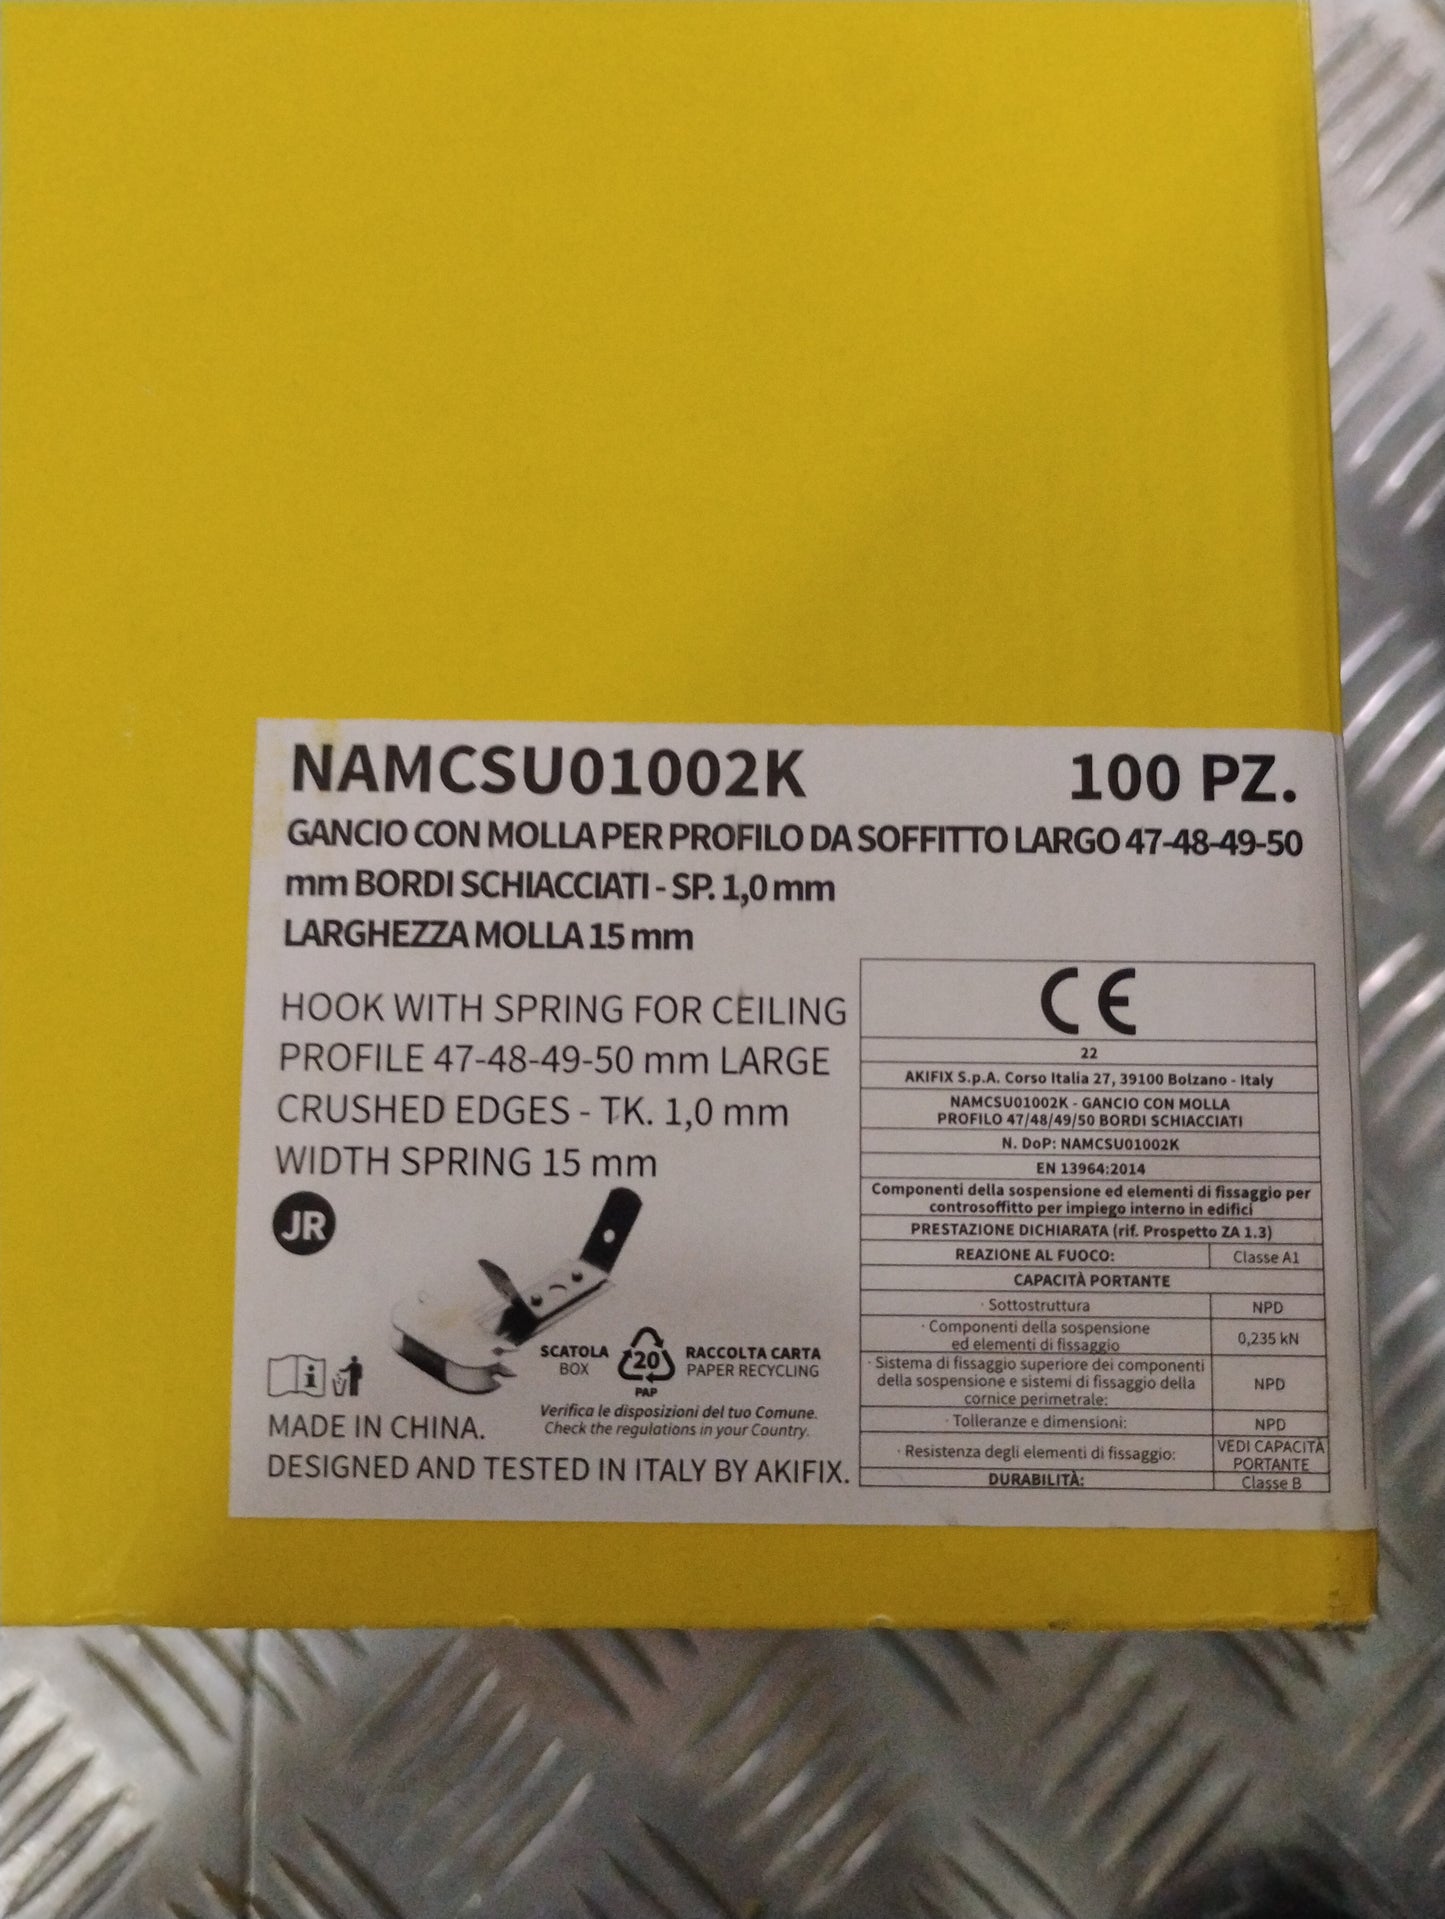 NAMCSU01002K 100 PZ.
GANCIO CON MOLLA PER PROFILO DA SOFFITTO LARGO 47-48-49-50
mm BORDI SCHIACCIATI - SP. 1,0 mm
LARGHEZZA MOLLA 15 mm
HOOK WITH SPRING FOR CEILING
PROFILE 47-48-49-50 mm LARGE
CRUSHED EDGES - TK. 1,0 mm
WIDTH SPRING 15 mm
JR
SCATOLA
BOX
20
PAP
RACCOLTA CARTA
PAPER RECYCLING
Verifica le disposizioni del tuo Comune.
Check the regulations in your Country.
MADE IN CHINA.
DESIGNED AND TESTED IN ITALY BY AKIFIX.
CE
22
AKIFIX S.p.A. Corso Italia 27, 39100 Bolzano - Italy
NAMCSU01002K - GANCIO CON MOLLA
PROFILO 47/48/49/50 BORDI SCHIACCIATI
N. DoP: NAMCSU01002K
EN 13964:2014
Componenti della sospensione ed elementi di fissaggio per
controsoffitto per impiego interno in edifici
PRESTAZIONE DICHIARATA (rif. Prospetto ZA 1.3)
REAZIONE AL FUOCO: Classe A1
CAPACITÀ PORTANTE
· Sottostruttura NPD
· Componenti della sospensione
ed elementi di fissaggio 0,235 kN
· Sistema di fissaggio superiore dei componenti
della sospensione e sistemi di fissaggio della NPD
cornice perimetrale:
· Tolleranze e dimensioni: NPD
· Resistenza degli elementi di fissaggio: VEDI CAPACITÀ
PORTANTE
DURABILITÀ: Classe B